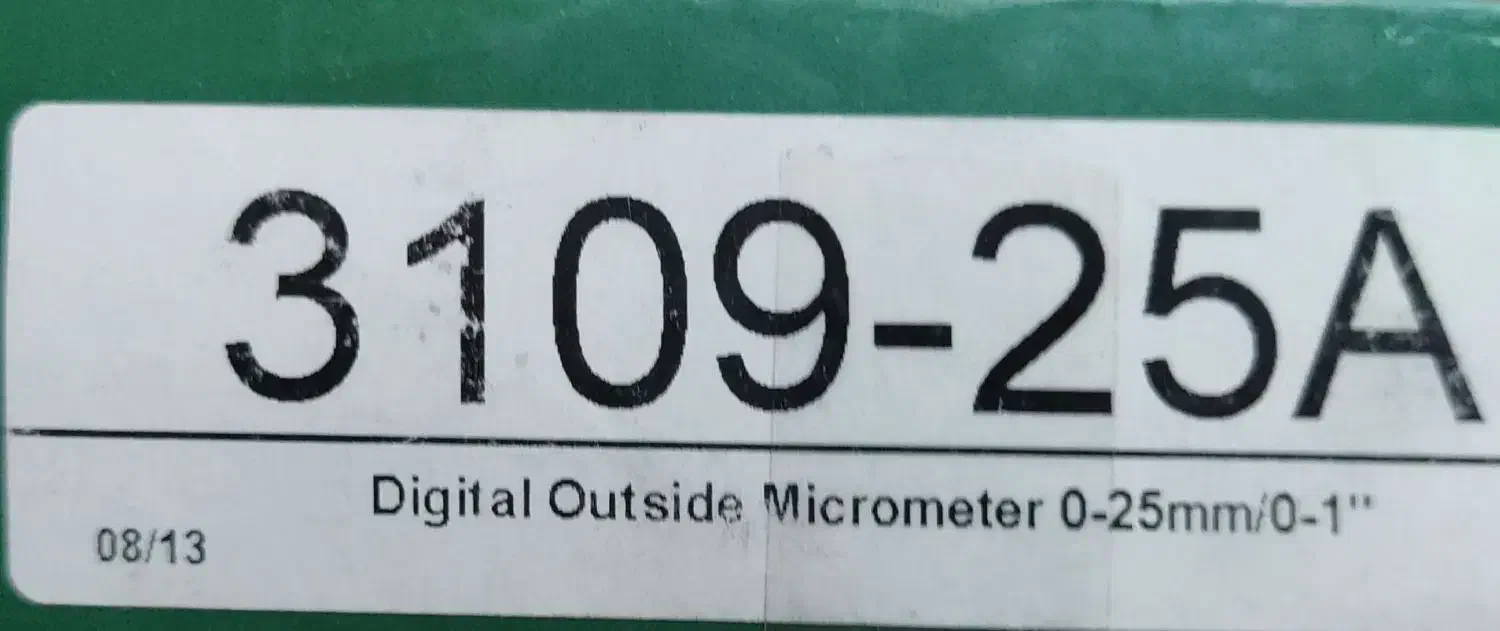 3109-25A
Digital Outside Micrometer 0-25mm/0-1"
08/13